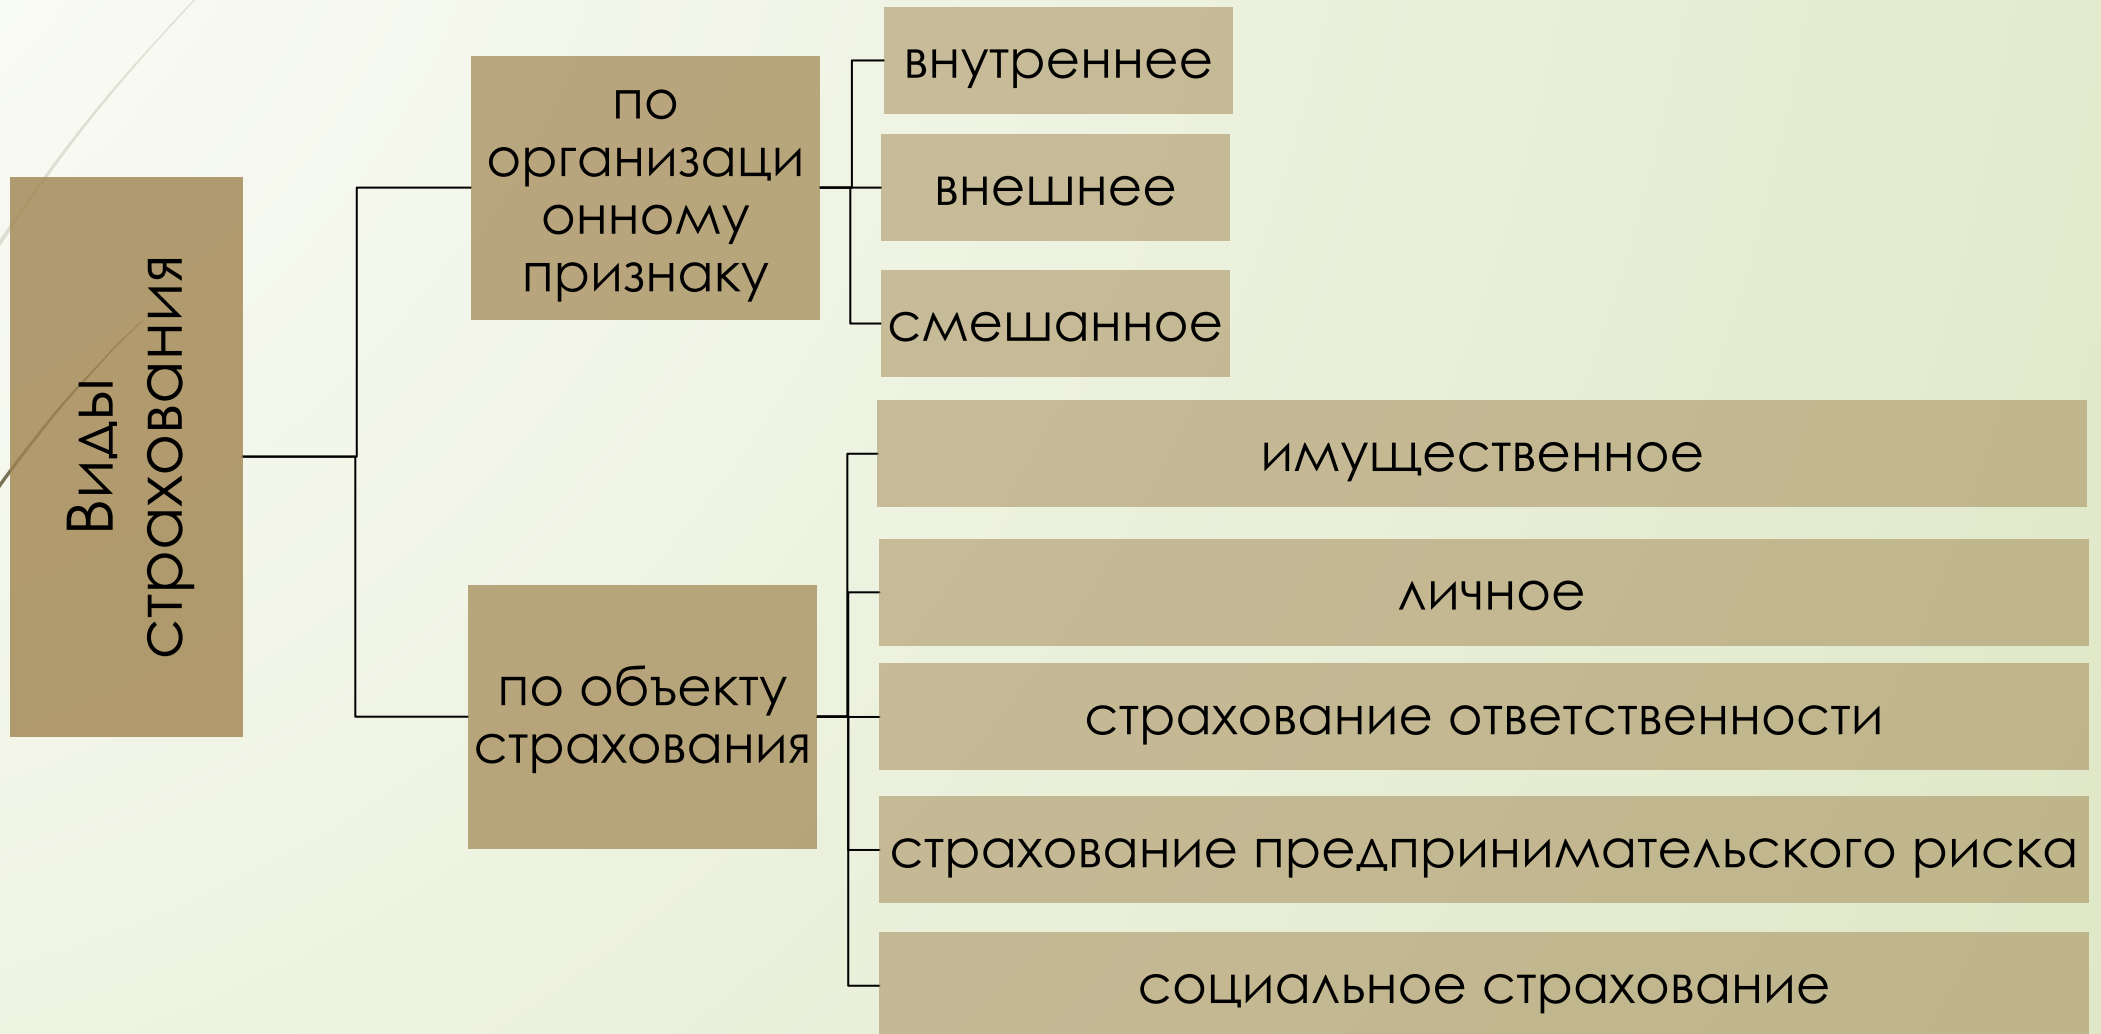 Виды
страхования
по
организаци
онному
признаку
внутреннее
внешнее
смешанное
по объекту
страхования
имущественное
личное
страхование ответственности
страхование предпринимательского риска
социальное страхование